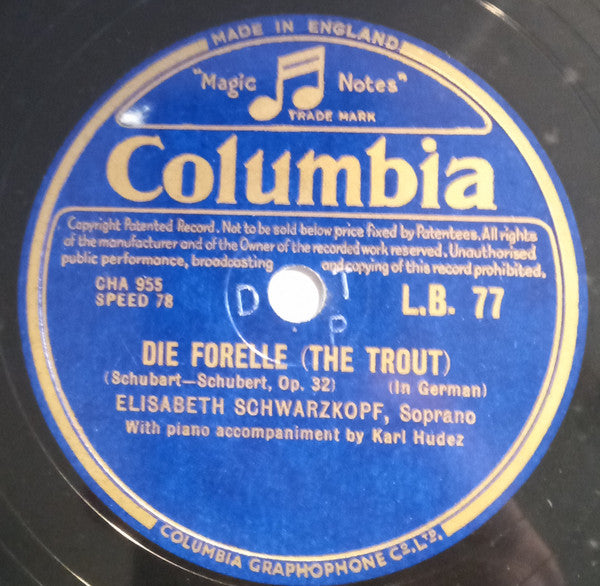 MADE IN ENGLAND.
"Magic Notes"
TRADE MARK
Columbia
Copyright Patented Record. Not to be sold below price fixed by Patentees. All rights
of the manufacturer and of the Owner of the recorded work reserved. Unauthorised
public performance, broadcasting and copying of this record prohibited.
CHA 955
SPEED 78
D T
P
L.B. 77
DIE FORELLE (THE TROUT)
(Schubart—Schubert, Op. 32) (In German)
ELISABETH SCHWARZKOPF, Soprano
With piano accompaniment by Karl Hudez
COLUMBIA GRAPHOPHONE Co. LTD.